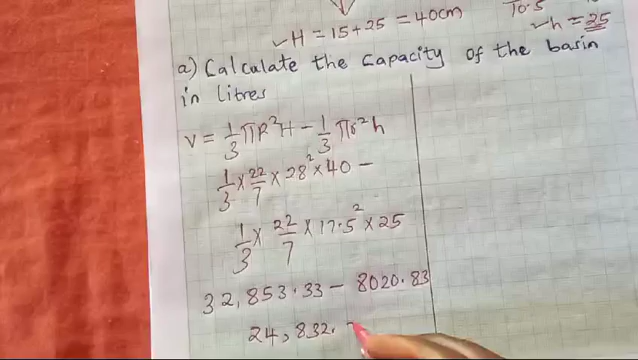 10.5
H = 15+25 = 40cm
h = 25
a) Calculate the capacity of the basin
in litres
V = 1/3 πR²H − 1/3 πr²h
1/3 × 22/7 × 28² × 40 −
1/3 × 22/7 × 17.5² × 25
32,853.33 − 8020.83
24,832.